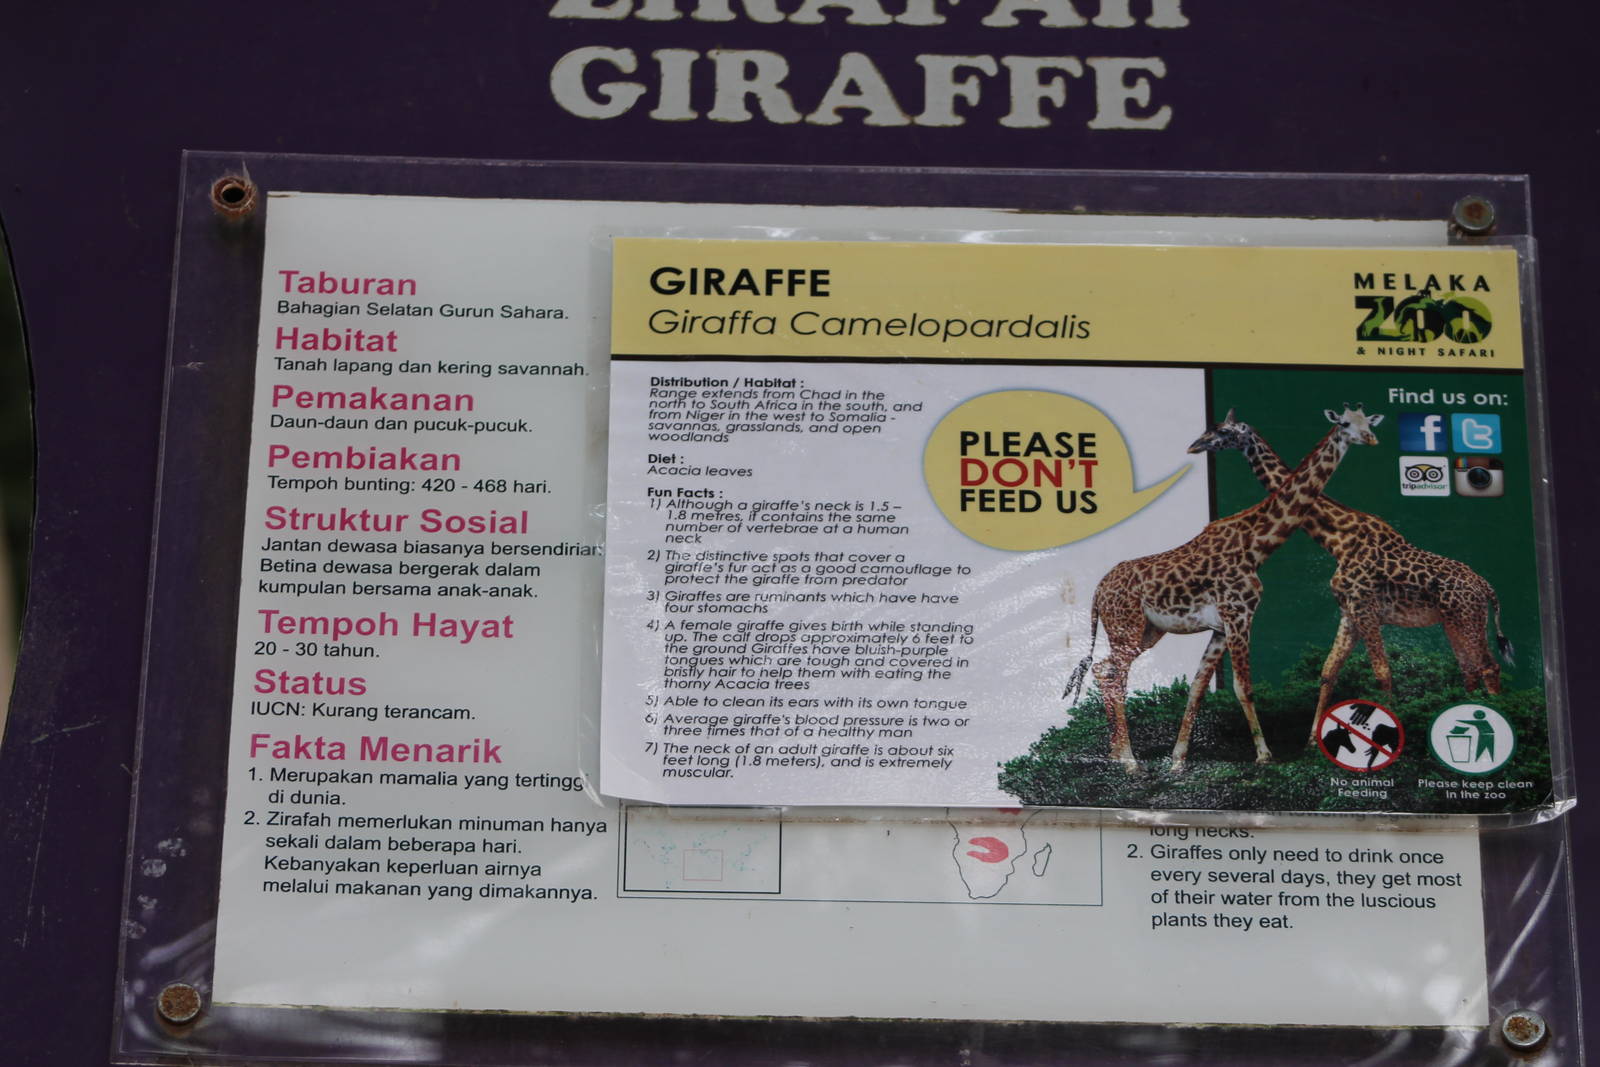 ZIRAFAH
GIRAFFE
Taburan
Bahagian Selatan Gurun Sahara.
Habitat
Tanah lapang dan kering savannah.
Pemakanan
Daun-daun dan pucuk-pucuk.
Pembiakan
Tempoh bunting: 420 - 468 hari.
Struktur Sosial
Jantan dewasa biasanya bersendirian
Betina dewasa bergerak dalam
kumpulan bersama anak-anak.
Tempoh Hayat
20 - 30 tahun.
Status
IUCN: Kurang terancam.
Fakta Menarik
1. Merupakan mamalia yang tertinggi
di dunia.
2. Zirafah memerlukan minuman hanya
sekali dalam beberapa hari.
Kebanyakan keperluan airnya
melalui makanan yang dimakannya.
GIRAFFE
Giraffa Camelopardalis
MELAKA
ZOO
& NIGHT SAFARI
Distribution / Habitat :
Range extends from Chad in the
north to South Africa in the south, and
from Niger in the west to Somalia -
savannas, grasslands, and open
woodlands
Diet :
Acacia leaves
Fun Facts :
1) Although a giraffe's neck is 1.5 –
1.8 metres, it contains the same
number of vertebrae at a human
neck
2) The distinctive spots that cover a
giraffe's fur act as a good camouflage to
protect the giraffe from predator
3) Giraffes are ruminants which have have
four stomachs
4) A female giraffe gives birth while standing
up. The calf drops approximately 6 feet to
the ground Giraffes have bluish-purple
tongues which are tough and covered in
bristly hair to help them with eating the
thorny Acacia trees
5) Able to clean its ears with its own tongue
6) Average giraffe's blood pressure is two or
three times that of a healthy man
7) The neck of an adult giraffe is about six
feet long (1.8 meters), and is extremely
muscular.
PLEASE
DON'T
FEED US
Find us on:
tripadvisor
No animal
Feeding
Please keep clean
in the zoo
long necks.
2. Giraffes only need to drink once
every several days, they get most
of their water from the luscious
plants they eat.